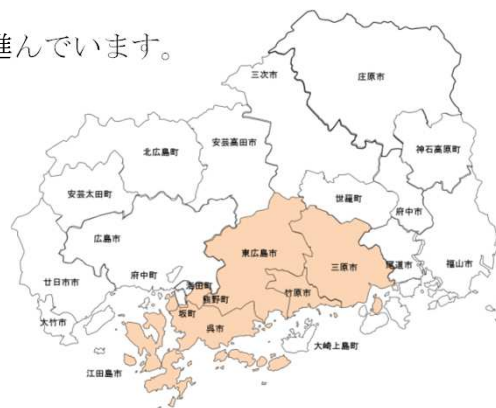 進んでいます。
庄原市
三次市
神石高原町
安芸高田市
北広島町
安芸太田町
世羅町
府中市
広島市
東広島市
三原市
尾道市
福山市
廿日市市
府中町
海田町
熊野町
竹原市
坂町
呉市
大竹市
大崎上島町
江田島市